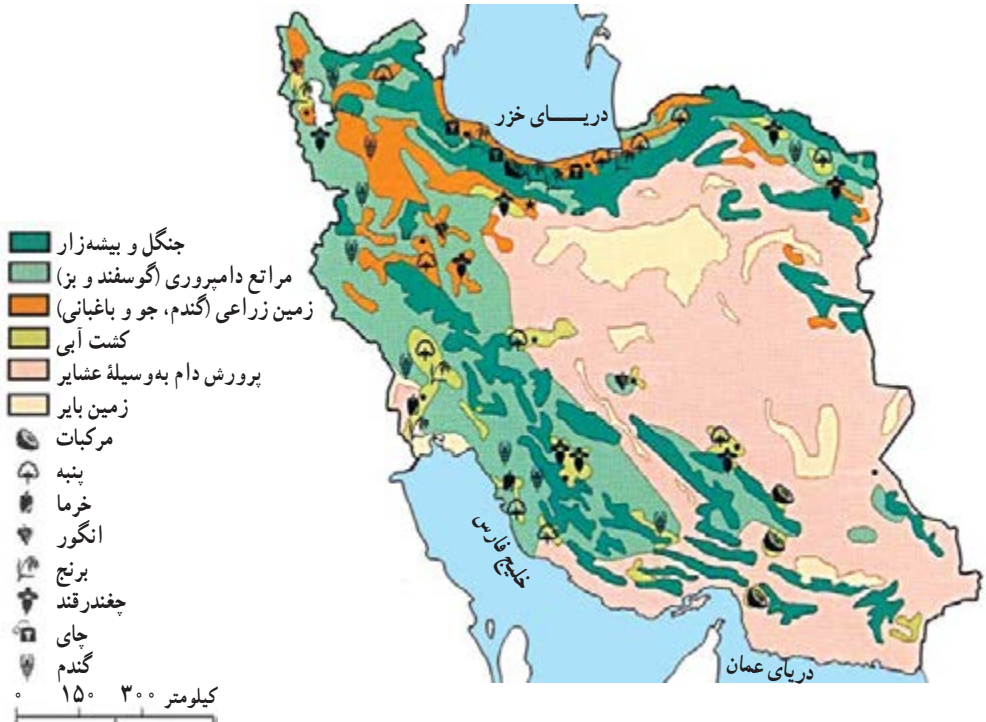 دریـــــای خزر
جنگل و بیشه‌زار
مراتع دامپروری (گوسفند و بز)
زمین زراعی (گندم، جو و باغبانی)
کشت آبی
پرورش دام به‌وسیلهٔ عشایر
زمین بایر
مرکبات
پنبه
خرما
انگور
برنج
چغندرقند
چای
گندم
۰ ۱۵۰ ۳۰۰ کیلومتر
خلیج فارس
دریای عمان